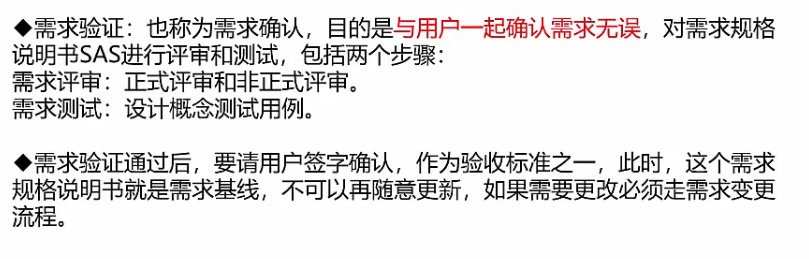 ◆需求验证：也称为需求确认，目的是与用户一起确认需求无误，对需求规格
说明书SAS进行评审和测试，包括两个步骤：
需求评审：正式评审和非正式评审。
需求测试：设计概念测试用例。
◆需求验证通过后，要请用户签字确认，作为验收标准之一，此时，这个需求
规格说明书就是需求基线，不可以再随意更新，如果需要更改必须走需求变更
流程。